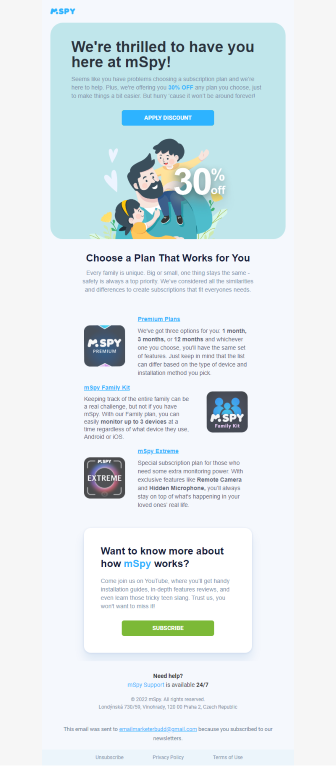 mSPY
We're thrilled to have you
here at mSpy!
Seems like you have problems choosing a subscription plan and we're
here to help. Plus, we're offering you 30% OFF any plan you choose, just
to make things a bit easier. But hurry 'cause it won't be around forever!
APPLY DISCOUNT
30% off
Choose a Plan That Works for You
Every family is unique. Big or small, one thing stays the same -
safety is always a top priority. We've considered all the similarities
and differences to create subscriptions that fit everyones needs.
Premium Plans
We've got three options for you: 1 month,
3 months, or 12 months and whichever
one you choose, you'll have the same set
of features. Just keep in mind that the list
can differ based on the type of device and
installation method you pick.
mSPY
PREMIUM
mSpy Family Kit
Keeping track of the entire family can be
a real challenge, but not if you have
mSpy. With our Family plan, you can
easily monitor up to 3 devices at a
time regardless of what device they use,
Android or iOS.
mSPY
Family Kit
mSpy Extreme
Special subscription plan for those who
need some extra monitoring power. With
exclusive features like Remote Camera
and Hidden Microphone, you'll always
stay on top of what's happening in your
loved ones' real life.
mSPY
EXTREME
Want to know more about
how mSpy works?
Come join us on YouTube, where you'll get handy
installation guides, in-depth features reviews, and
even learn those tricky teen slang. Trust us, you
won't want to miss it!
SUBSCRIBE
Need help?
mSpy Support is available 24/7
© 2022 mSpy. All rights reserved.
Londýnské 730/59, Vinohrady, 120 00 Praha 2, Czech Republic
This email was sent to emailmarketerbudd@gmail.com because you subscribed to our
newsletters.
Unsubscribe Privacy Policy Terms of Use